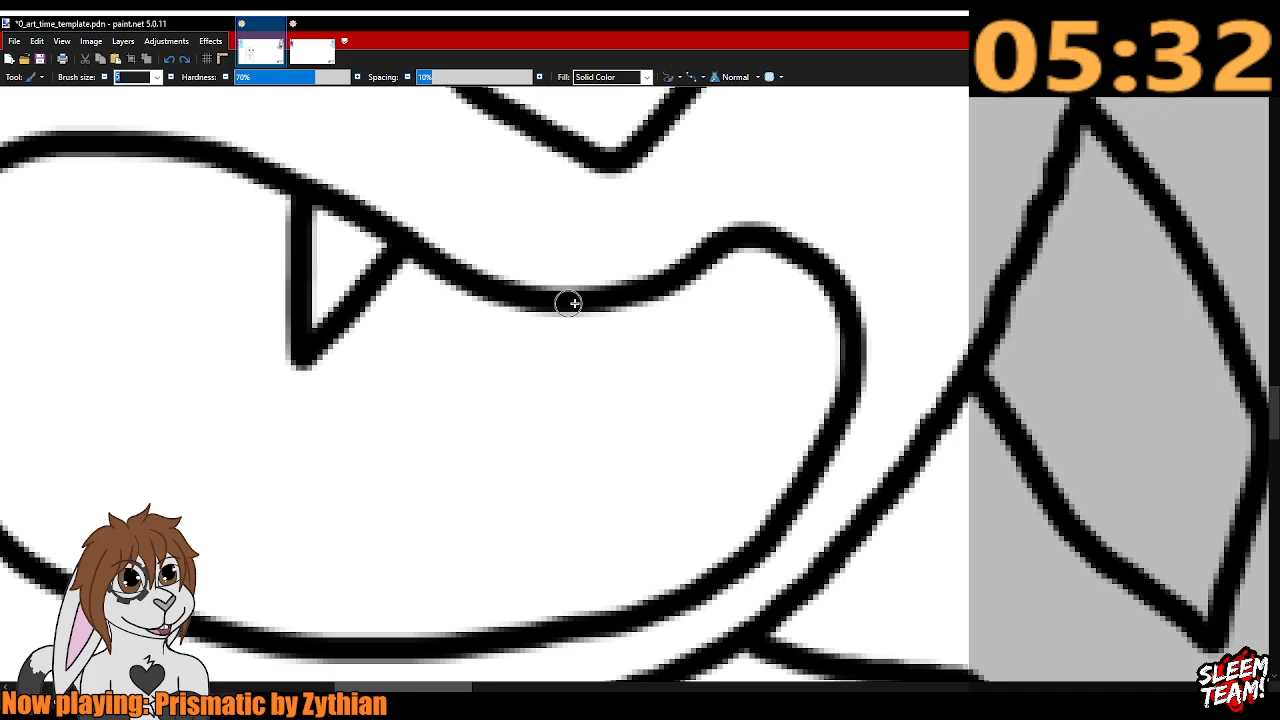 *0_art_time_template.pdn - paint.net 5.0.11
File Edit View Image Layers Adjustments Effects
Tool: Brush size: 5 Hardness: 70% Spacing: 10% Fill: Solid Color Normal
05:32
SLEEM
TEAM!
Now playing: Prismatic by Zythian